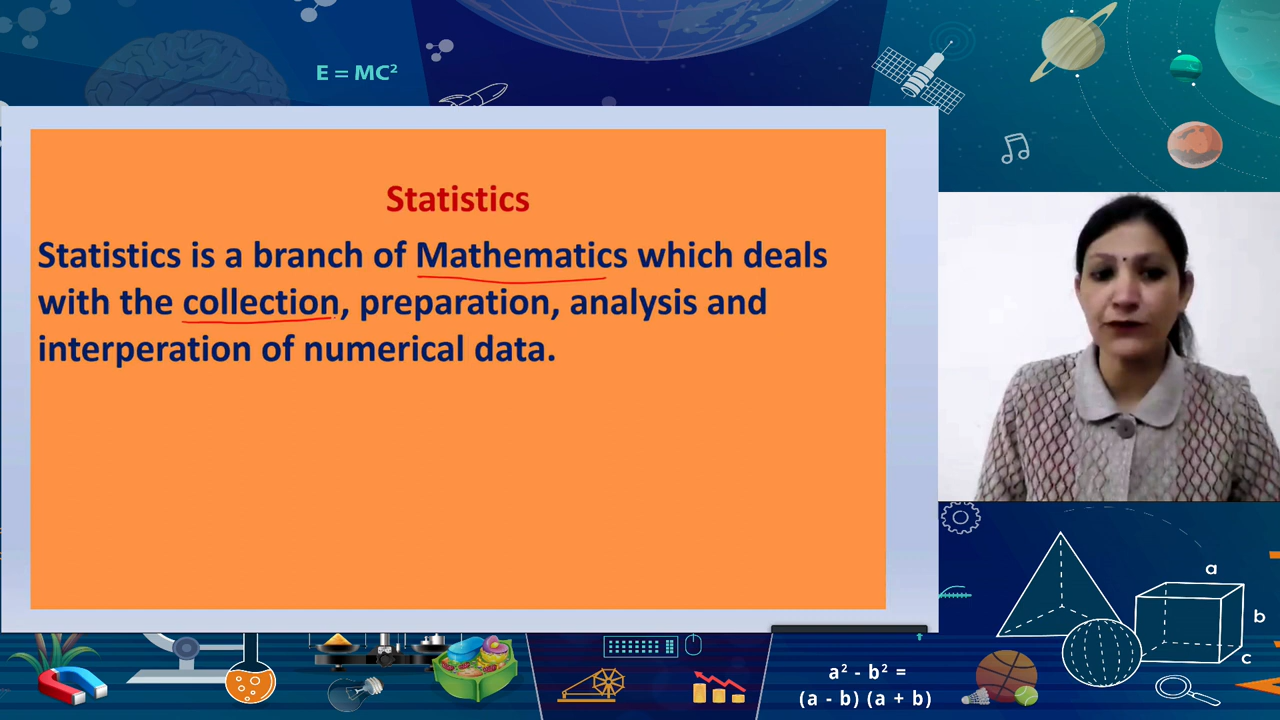 E = MC²
Statistics
Statistics is a branch of Mathematics which deals
with the collection, preparation, analysis and
interperation of numerical data.
a
b
c
a² - b² =
(a - b) (a + b)